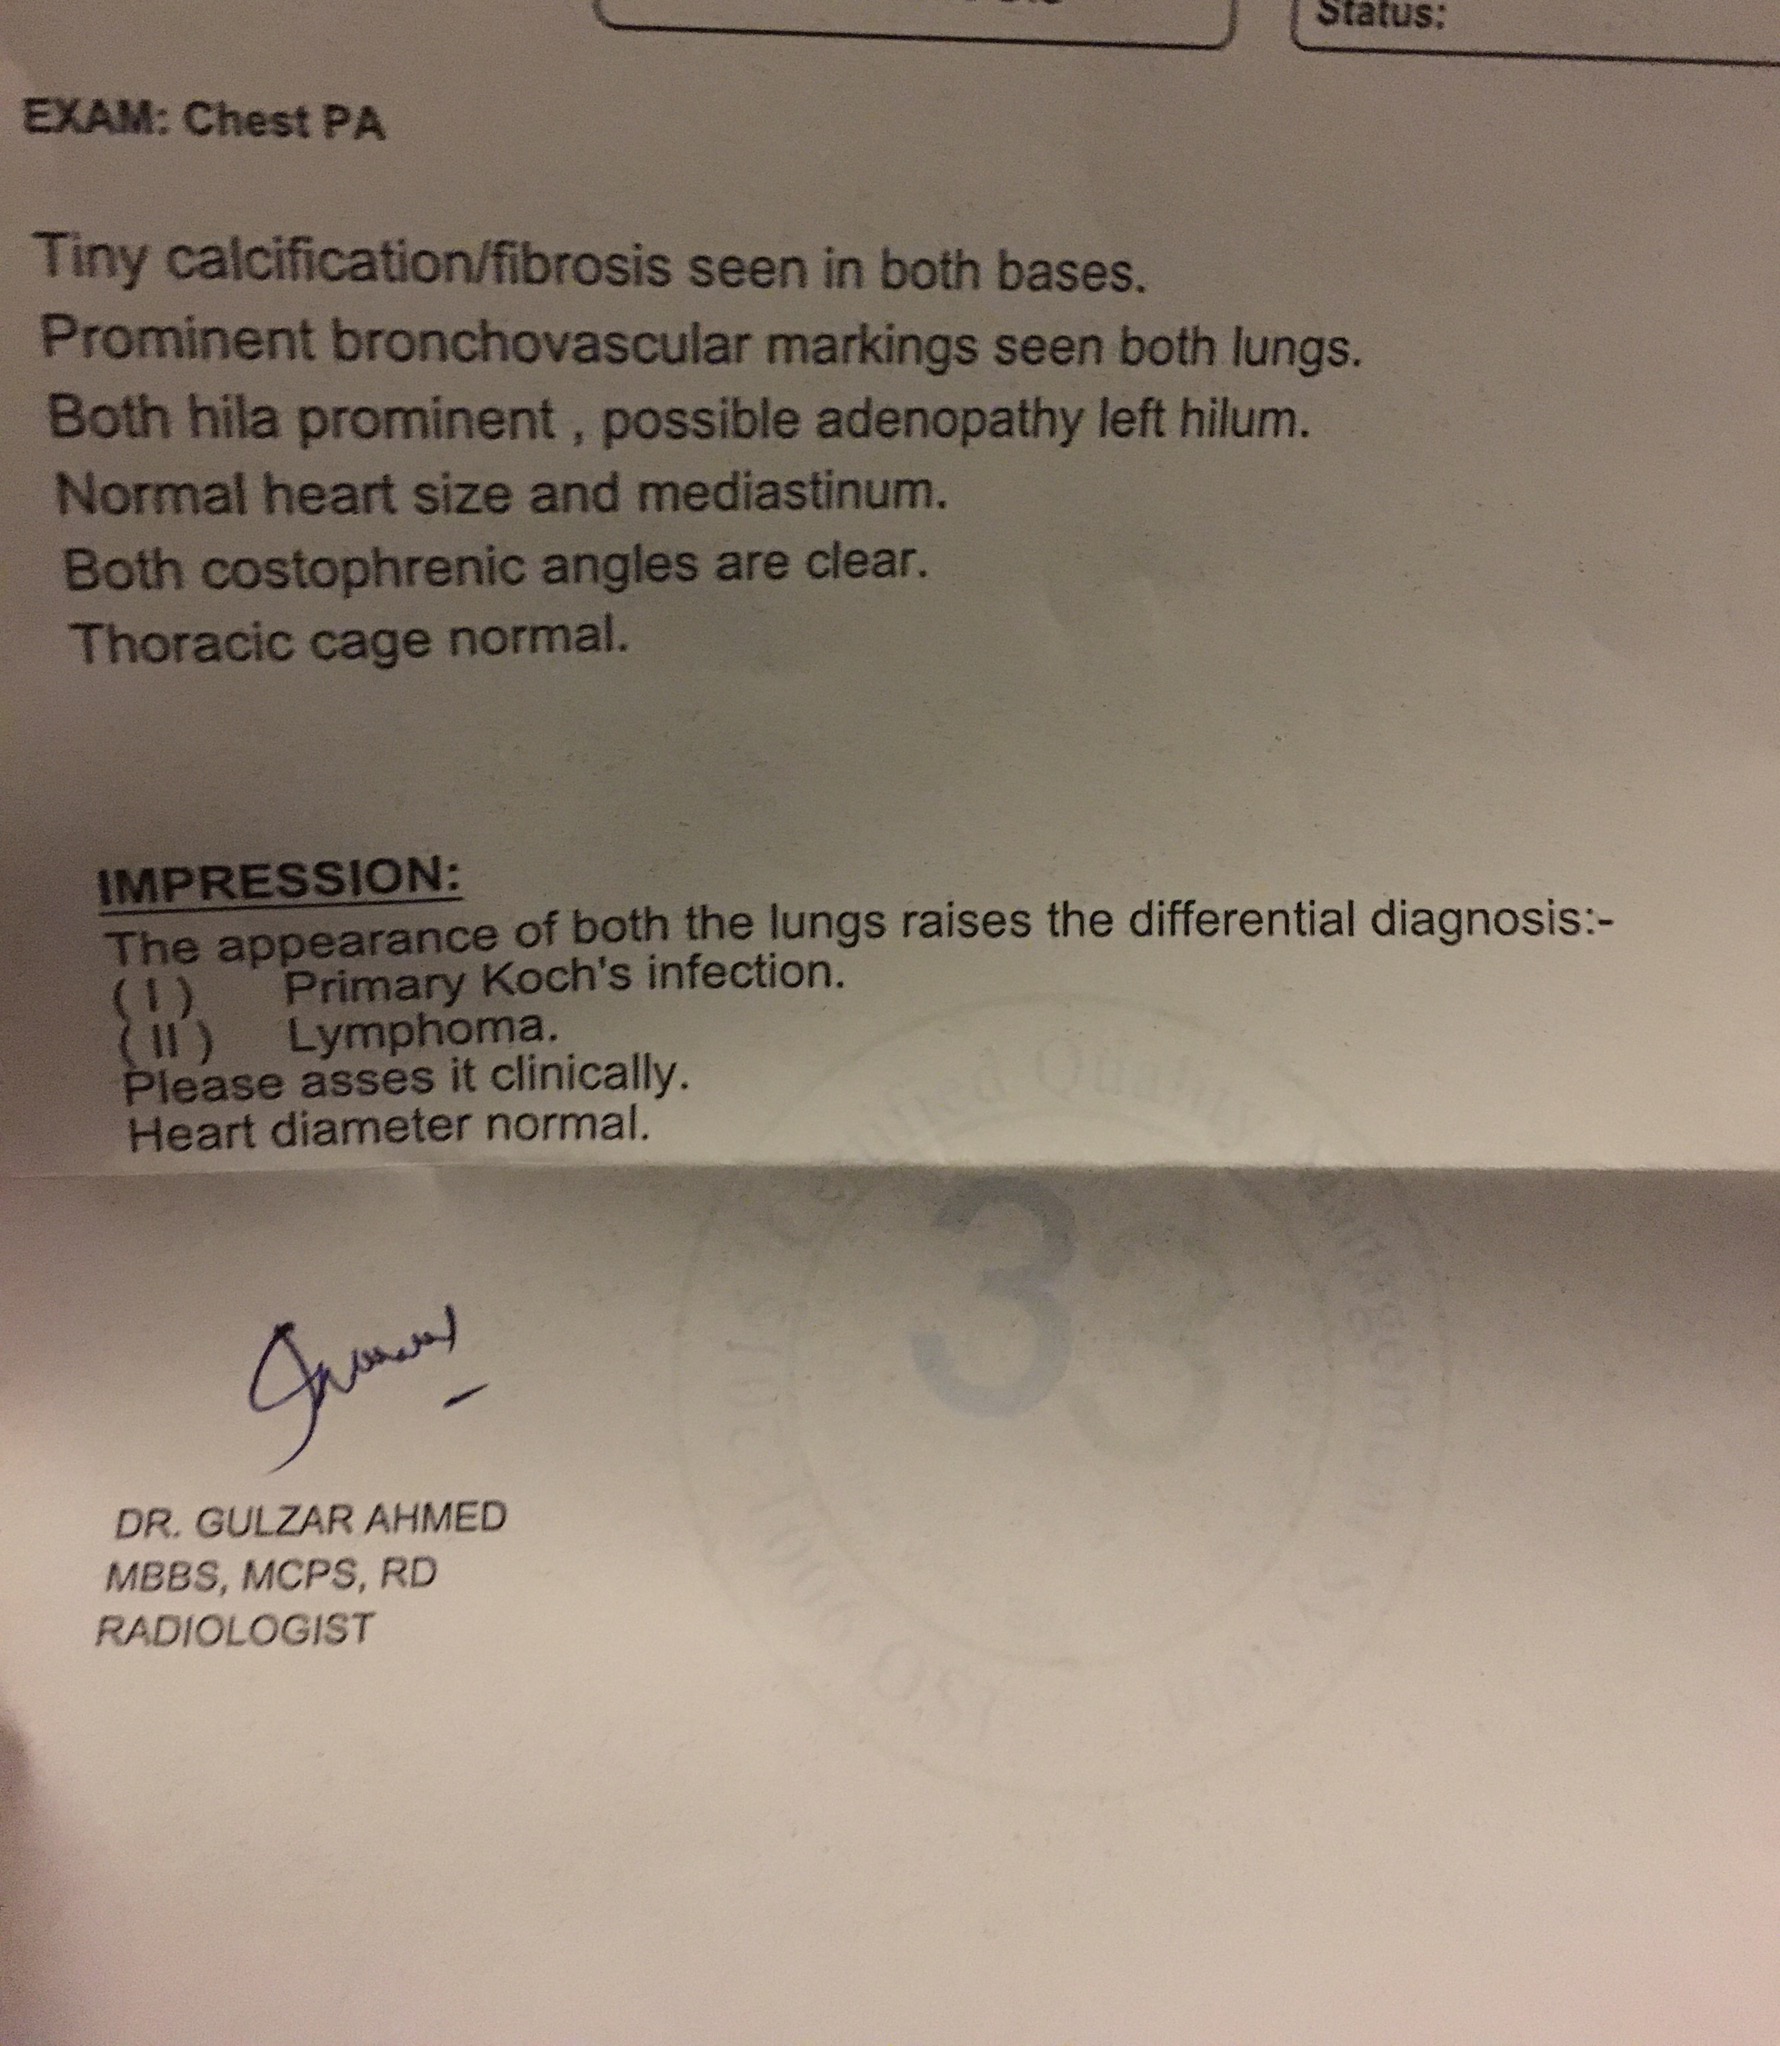 Status:
EXAM: Chest PA
Tiny calcification/fibrosis seen in both bases.
Prominent bronchovascular markings seen both lungs.
Both hila prominent , possible adenopathy left hilum.
Normal heart size and mediastinum.
Both costophrenic angles are clear.
Thoracic cage normal.
IMPRESSION:
The appearance of both the lungs raises the differential diagnosis:-
( I ) Primary Koch's infection.
( II ) Lymphoma.
Please asses it clinically.
Heart diameter normal.
33
DR. GULZAR AHMED
MBBS, MCPS, RD
RADIOLOGIST